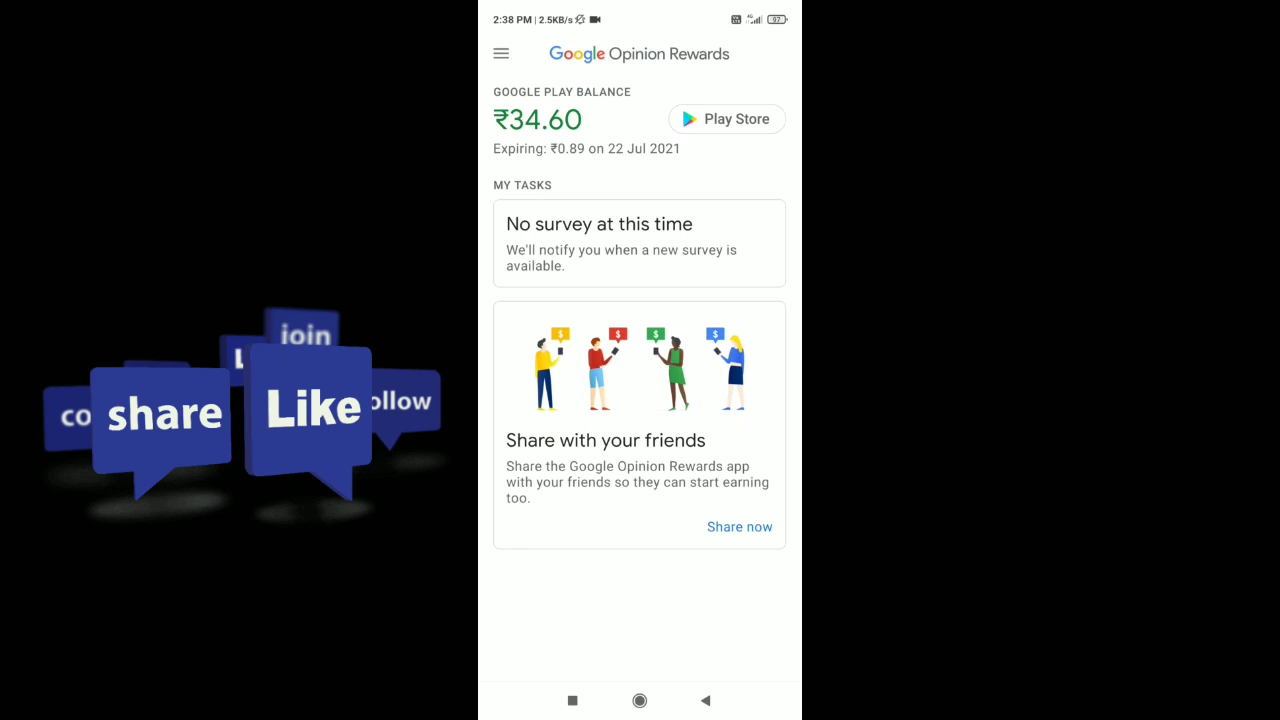 2:38 PM | 2.5KB/s
4G
97
Google Opinion Rewards
GOOGLE PLAY BALANCE
₹34.60
Play Store
Expiring: ₹0.89 on 22 Jul 2021
MY TASKS
No survey at this time
We'll notify you when a new survey is
available.
$ $ $ $
Share with your friends
Share the Google Opinion Rewards app
with your friends so they can start earning
too.
Share now
join
share
Like